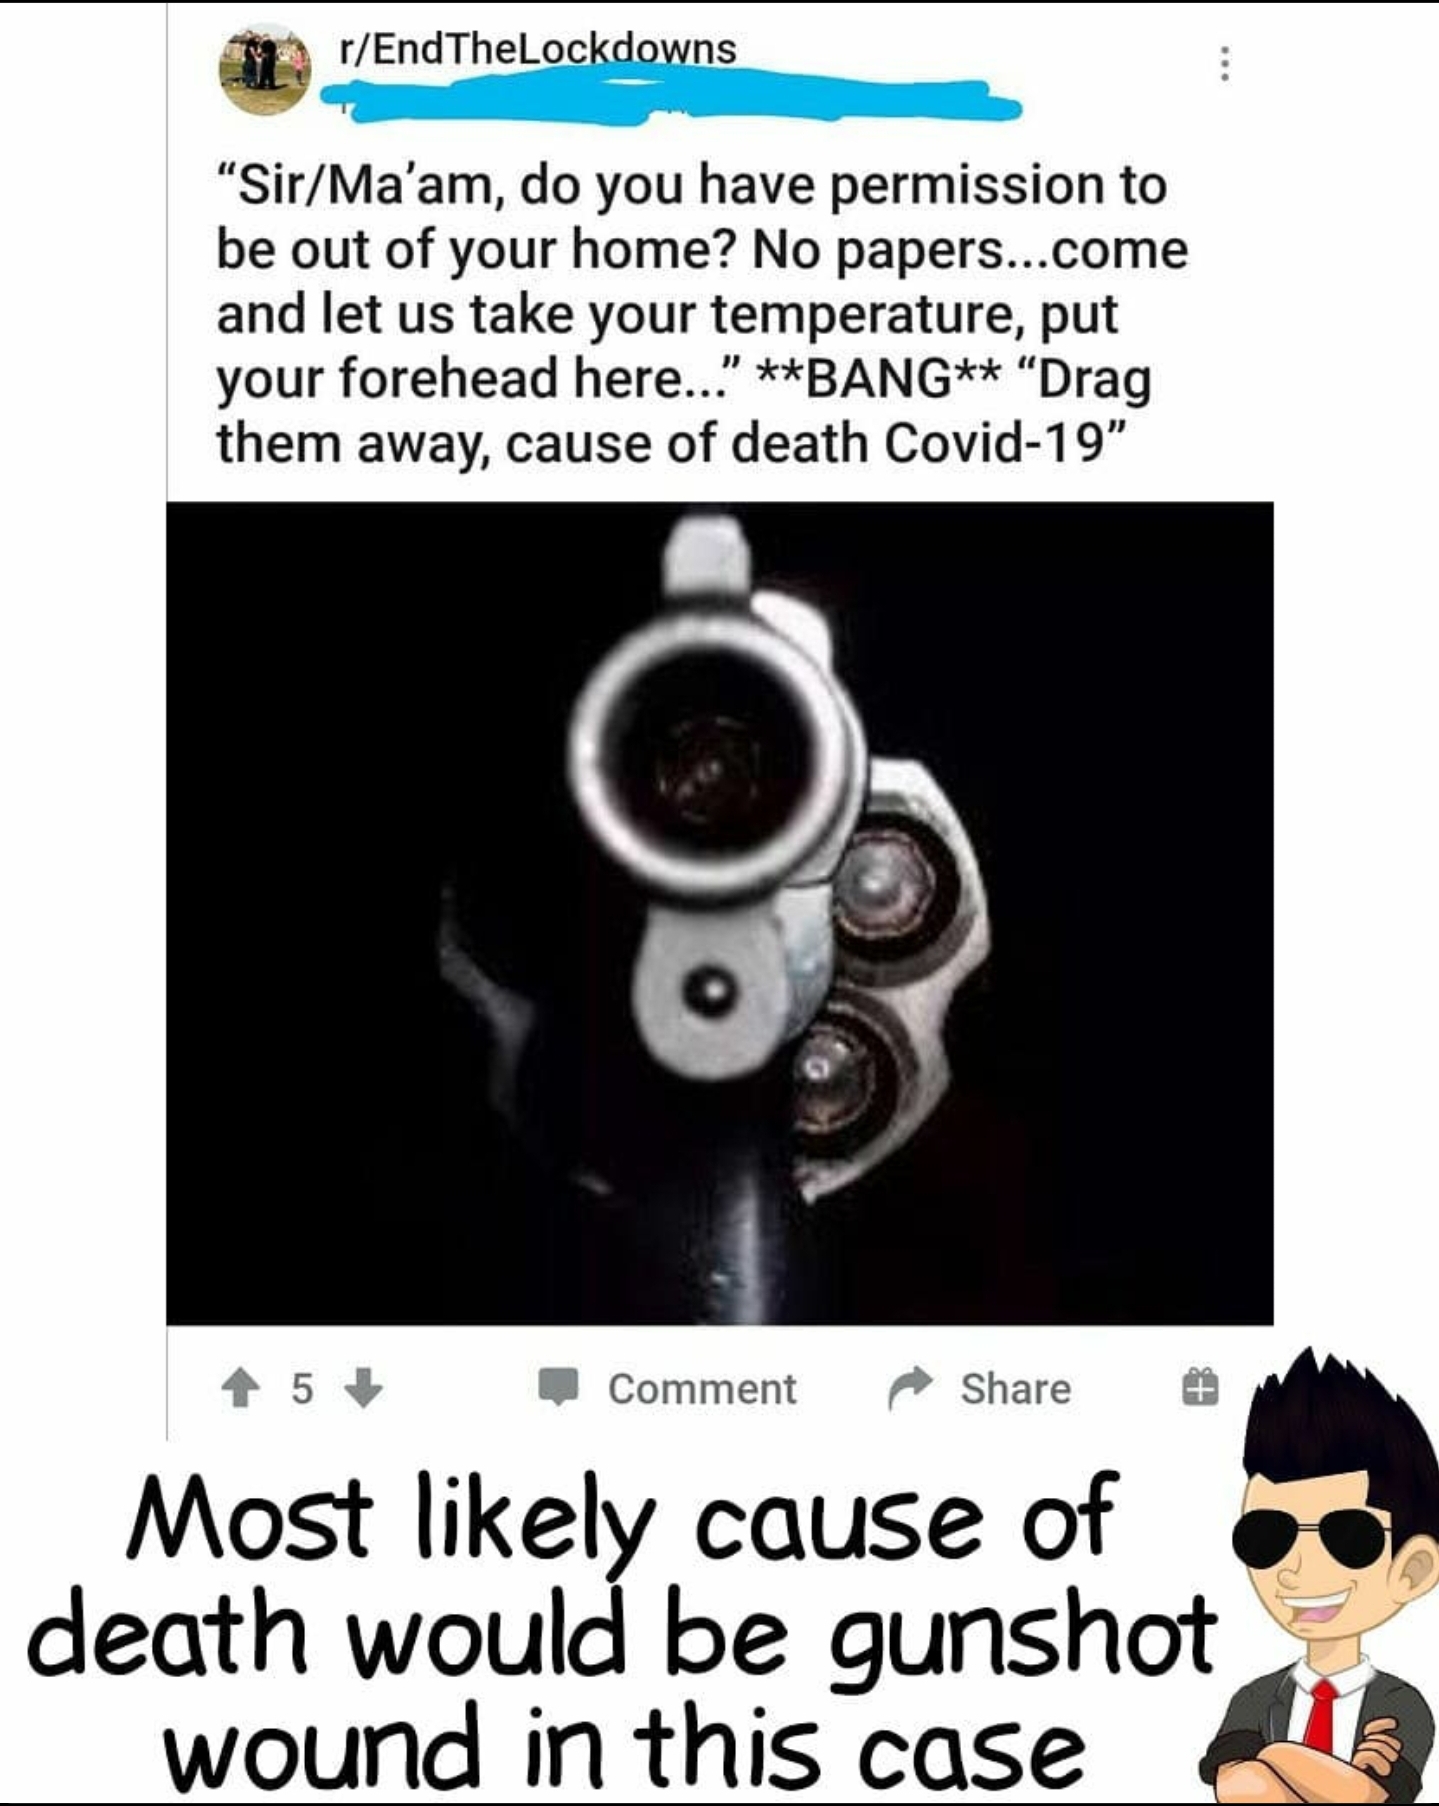 r/EndTheLockdowns
“Sir/Ma’am, do you have permission to
be out of your home? No papers...come
and let us take your temperature, put
your forehead here...” **BANG** “Drag
them away, cause of death Covid-19”
5
Comment
Share
Most likely cause of
death would be gunshot
wound in this case